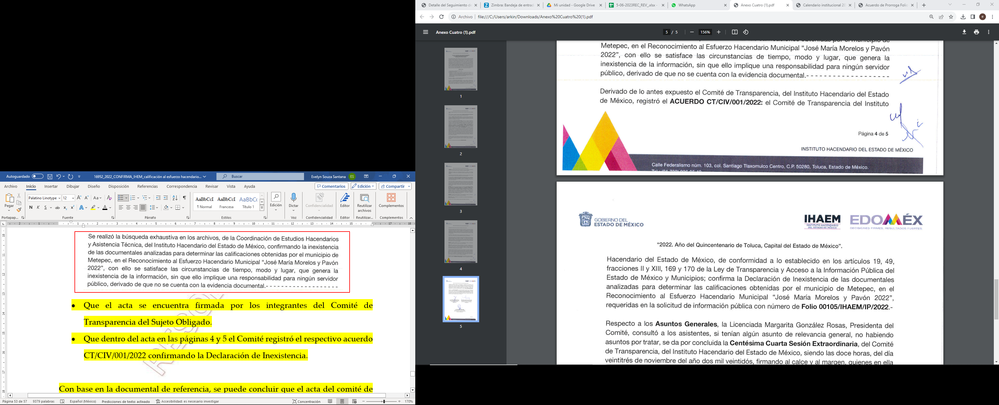 Autoguardado
16952_2022_CONFIRMA_IHEM_calificación al esfuerzo hacendario...
Buscar
Evelyn Souza Santana
ES
Archivo
Inicio
Insertar
Dibujar
Diseño
Disposición
Referencias
Correspondencia
Revisar
Vista
Ayuda
Comentarios
Edición
Compartir
Pegar
Palatino Linotype
12
AaBbCcI AaBbCcI AaBbCc
¶ Normal Francesa Título 1
Edición
Dictar
Confidencialidad
Editor
Reutilizar archivos
Complementos
Portapap...
Fuente
Párrafo
Estilos
Voz
Confidencialidad
Editor
Reutilizar...
Complementos
Se realizó la búsqueda exhaustiva en los archivos, de la Coordinación de Estudios Hacendarios
y Asistencia Técnica, del Instituto Hacendario del Estado de México, confirmando la inexistencia
de las documentales analizadas para determinar las calificaciones obtenidas por el municipio de
Metepec, en el Reconocimiento al Esfuerzo Hacendario Municipal “José María Morelos y Pavón
2022”, con ello se satisface las circunstancias de tiempo, modo y lugar, que genera la
inexistencia de la información, sin que ello implique una responsabilidad para ningún servidor
público, derivado de que no se cuenta con la evidencia documental.- - - - - - - - - - - - - - - - - -
• Que el acta se encuentra firmada por los integrantes del Comité de
Transparencia del Sujeto Obligado.
• Que dentro del acta en las páginas 4 y 5 el Comité registró el respectivo acuerdo
CT/CIV/001/2022 confirmando la Declaración de Inexistencia.
Con base en la documental de referencia, se puede concluir que el acta del comité de
Página 53 de 57
9379 palabras
Español (México)
Predicciones de texto: activado
Accesibilidad: es necesario investigar
Concentración
170%
Detalle del Seguimiento de
Zimbra: Bandeja de entrad
Mi unidad - Google Drive
5-06-2023REC_REV_.xlsx -
WhatsApp
Anexo Cuatro (1).pdf
Calendario institucional 20
Acuerdo de Prorroga Folio
Archivo
file:///C:/Users/arkin/Downloads/Anexo%20Cuatro%20(1).pdf
Anexo Cuatro (1).pdf
5 / 5
156%
1
2
3
4
5
Metepec, en el Reconocimiento al Esfuerzo Hacendario Municipal “José María Morelos y Pavón
2022”, con ello se satisface las circunstancias de tiempo, modo y lugar, que genera la
inexistencia de la información, sin que ello implique una responsabilidad para ningún servidor
público, derivado de que no se cuenta con la evidencia documental.- - - - - - - - - - - - - - - - - -
Derivado de lo antes expuesto el Comité de Transparencia, del Instituto Hacendario del Estado
de México, registró el ACUERDO CT/CIV/001/2022: el Comité de Transparencia del Instituto
Página 4 de 5
INSTITUTO HACENDARIO DEL ESTADO DE MÉXICO
Calle Federalismo núm. 103, col. Santiago Tlaxomulco Centro, C.P. 50280, Toluca, Estado de México.
GOBIERNO DEL
ESTADO DE MÉXICO
IHAEM
INSTITUTO HACENDARIO
DEL ESTADO DE MÉXICO
EDOMÉX
DECISIONES FIRMES, RESULTADOS FUERTES.
“2022. Año del Quincentenario de Toluca, Capital del Estado de México”.
Hacendario del Estado de México, de conformidad a lo establecido en los artículos 19, 49,
fracciones II y XIII, 169 y 170 de la Ley de Transparencia y Acceso a la Información Pública del
Estado de México y Municipios; confirma la Declaración de Inexistencia de las documentales
analizadas para determinar las calificaciones obtenidas por el municipio de Metepec, en el
Reconocimiento al Esfuerzo Hacendario Municipal “José María Morelos y Pavón 2022”,
requeridas en la solicitud de información pública con número de Folio 00105/IHAEM/IP/2022.-
Respecto a los Asuntos Generales, la Licenciada Margarita González Rosas, Presidenta del
Comité, consultó a los asistentes, si tenían algún asunto de relevancia general, no habiendo
asuntos por tratar, se da por concluida la Centésima Cuarta Sesión Extraordinaria, del Comité
de Transparencia, del Instituto Hacendario del Estado de México, siendo las doce horas, del día
veintitrés de noviembre del año dos mil veintidós, firmando al calce y al margen, quienes en ella